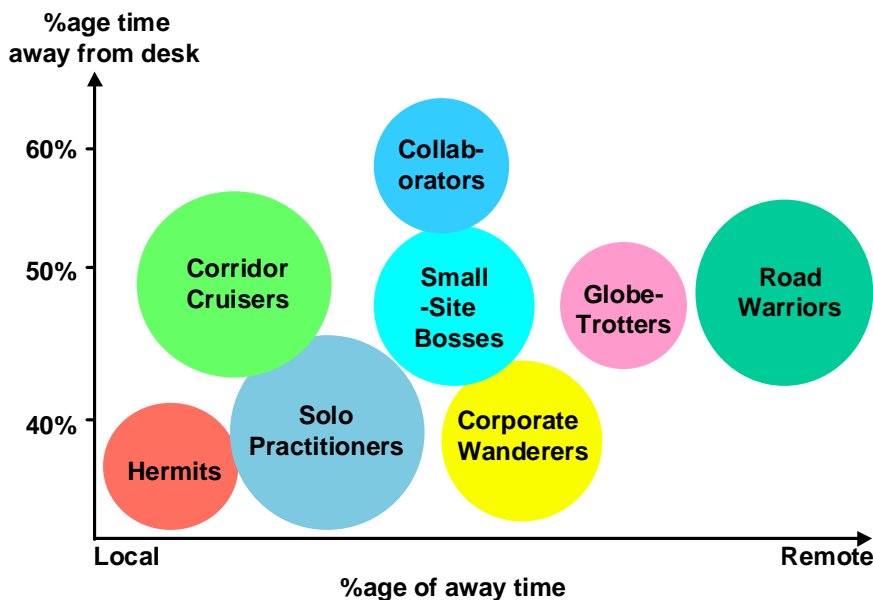 %age time
away from desk
60%
Collab-
orators
50%
Corridor
Cruisers
Small
-Site
Bosses
Globe-
Trotters
Road
Warriors
40%
Solo
Practitioners
Corporate
Wanderers
Hermits
Local
Remote
%age of away time